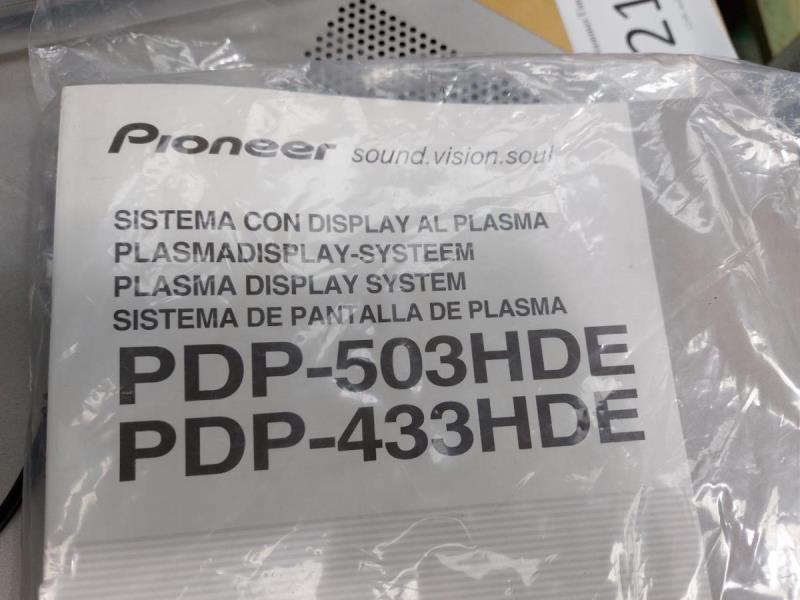 Pioneer sound.vision.soul
SISTEMA CON DISPLAY AL PLASMA
PLASMADISPLAY-SYSTEEM
PLASMA DISPLAY SYSTEM
SISTEMA DE PANTALLA DE PLASMA
PDP-503HDE
PDP-433HDE